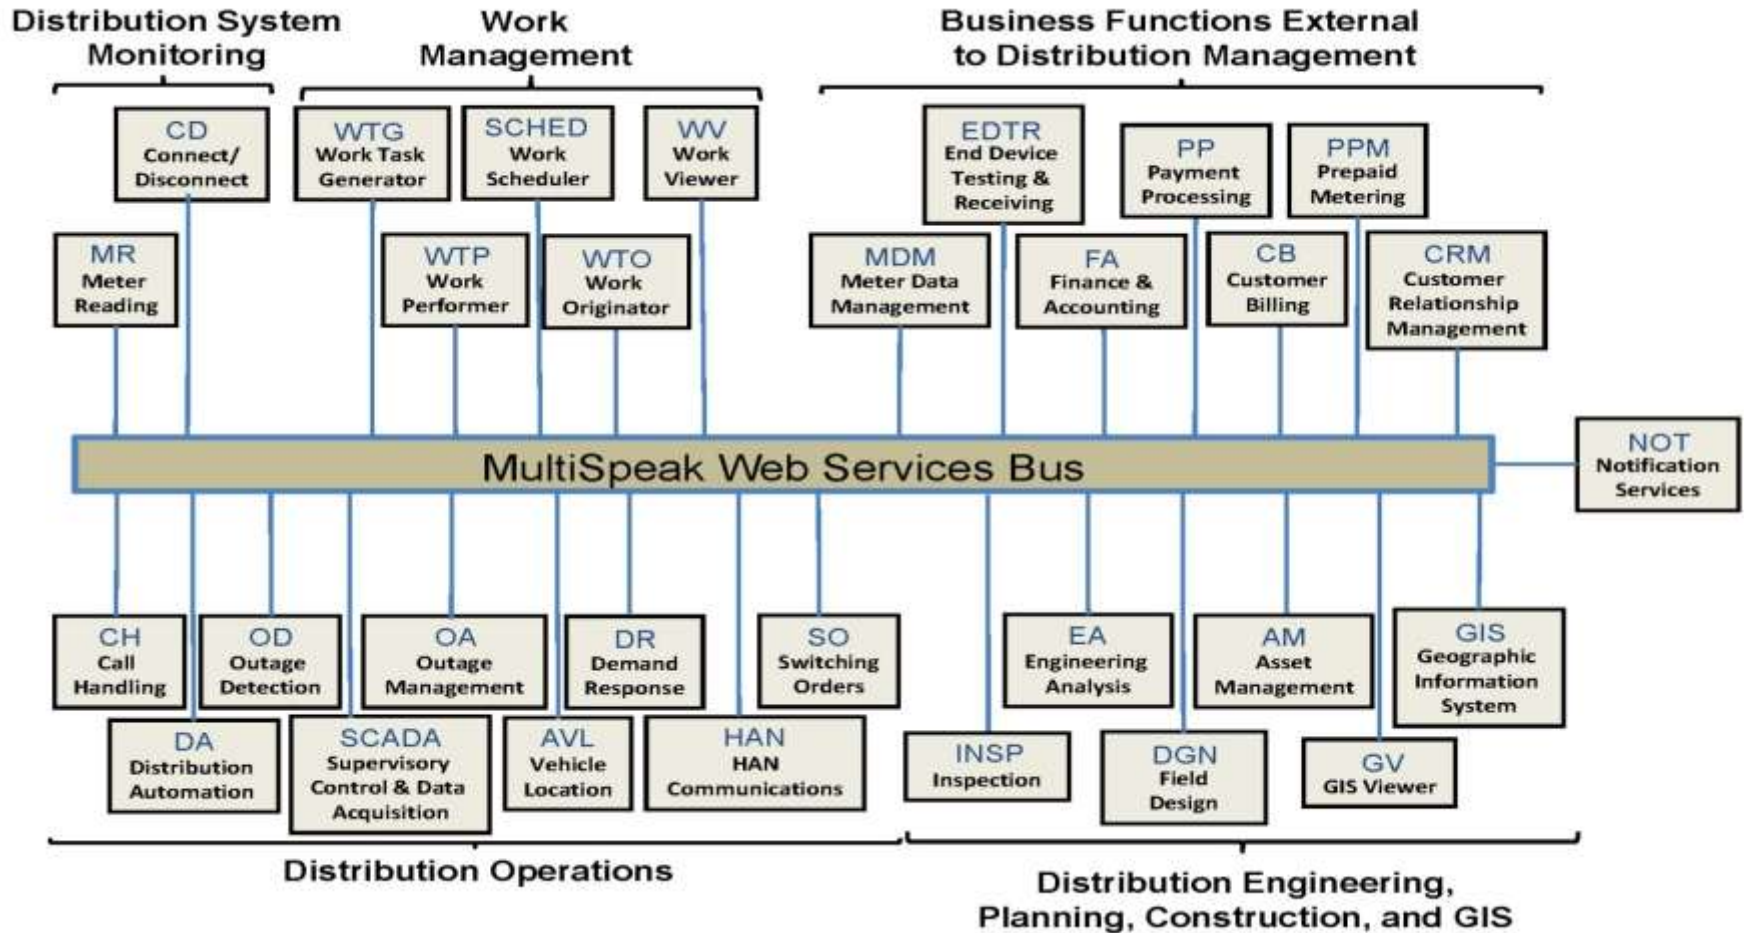 Distribution System
Monitoring
Work
Management
Business Functions External
to Distribution Management
CD
Connect/
Disconnect
WTG
Work Task
Generator
SCHED
Work
Scheduler
WV
Work
Viewer
EDTR
End Device
Testing &
Receiving
PP
Payment
Processing
PPM
Prepaid
Metering
MR
Meter
Reading
WTP
Work
Performer
WTO
Work
Originator
MDM
Meter Data
Management
FA
Finance &
Accounting
CB
Customer
Billing
CRM
Customer
Relationship
Management
MultiSpeak Web Services Bus
NOT
Notification
Services
CH
Call
Handling
OD
Outage
Detection
OA
Outage
Management
DR
Demand
Response
SO
Switching
Orders
EA
Engineering
Analysis
AM
Asset
Management
GIS
Geographic
Information
System
DA
Distribution
Automation
SCADA
Supervisory
Control & Data
Acquisition
AVL
Vehicle
Location
HAN
HAN
Communications
INSP
Inspection
DGN
Field
Design
GV
GIS Viewer
Distribution Operations
Distribution Engineering,
Planning, Construction, and GIS